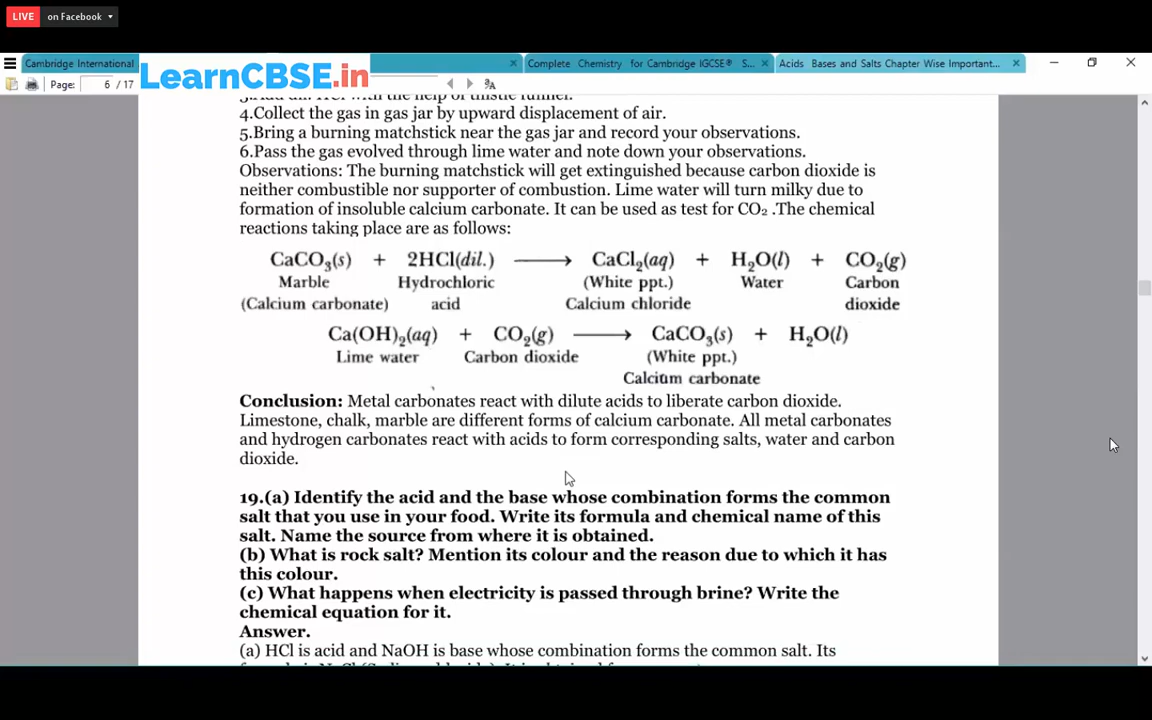 LIVE on Facebook
Cambridge International
Complete Chemistry for Cambridge IGCSE® S...
Acids Bases and Salts Chapter Wise Important...
LearnCBSE.in
Page: 6 / 17
4.Collect the gas in gas jar by upward displacement of air.
5.Bring a burning matchstick near the gas jar and record your observations.
6.Pass the gas evolved through lime water and note down your observations.
Observations: The burning matchstick will get extinguished because carbon dioxide is
neither combustible nor supporter of combustion. Lime water will turn milky due to
formation of insoluble calcium carbonate. It can be used as test for CO₂ .The chemical
reactions taking place are as follows:
CaCO₃(s) + 2HCl(dil.) ⟶ CaCl₂(aq) + H₂O(l) + CO₂(g)
Marble Hydrochloric (White ppt.) Water Carbon
(Calcium carbonate) acid Calcium chloride dioxide
Ca(OH)₂(aq) + CO₂(g) ⟶ CaCO₃(s) + H₂O(l)
Lime water Carbon dioxide (White ppt.)
Calcium carbonate
Conclusion: Metal carbonates react with dilute acids to liberate carbon dioxide.
Limestone, chalk, marble are different forms of calcium carbonate. All metal carbonates
and hydrogen carbonates react with acids to form corresponding salts, water and carbon
dioxide.
19.(a) Identify the acid and the base whose combination forms the common
salt that you use in your food. Write its formula and chemical name of this
salt. Name the source from where it is obtained.
(b) What is rock salt? Mention its colour and the reason due to which it has
this colour.
(c) What happens when electricity is passed through brine? Write the
chemical equation for it.
Answer.
(a) HCl is acid and NaOH is base whose combination forms the common salt. Its